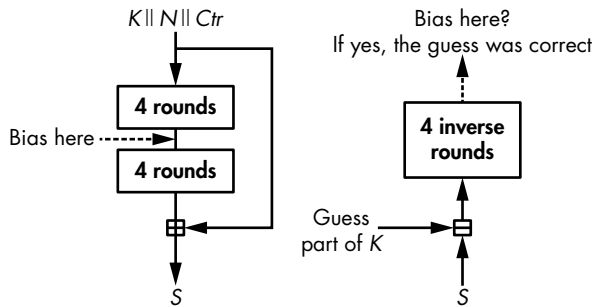 K || N || Ctr
4 rounds
Bias here
4 rounds
S
Bias here?
If yes, the guess was correct
4 inverse
rounds
Guess
part of K
S